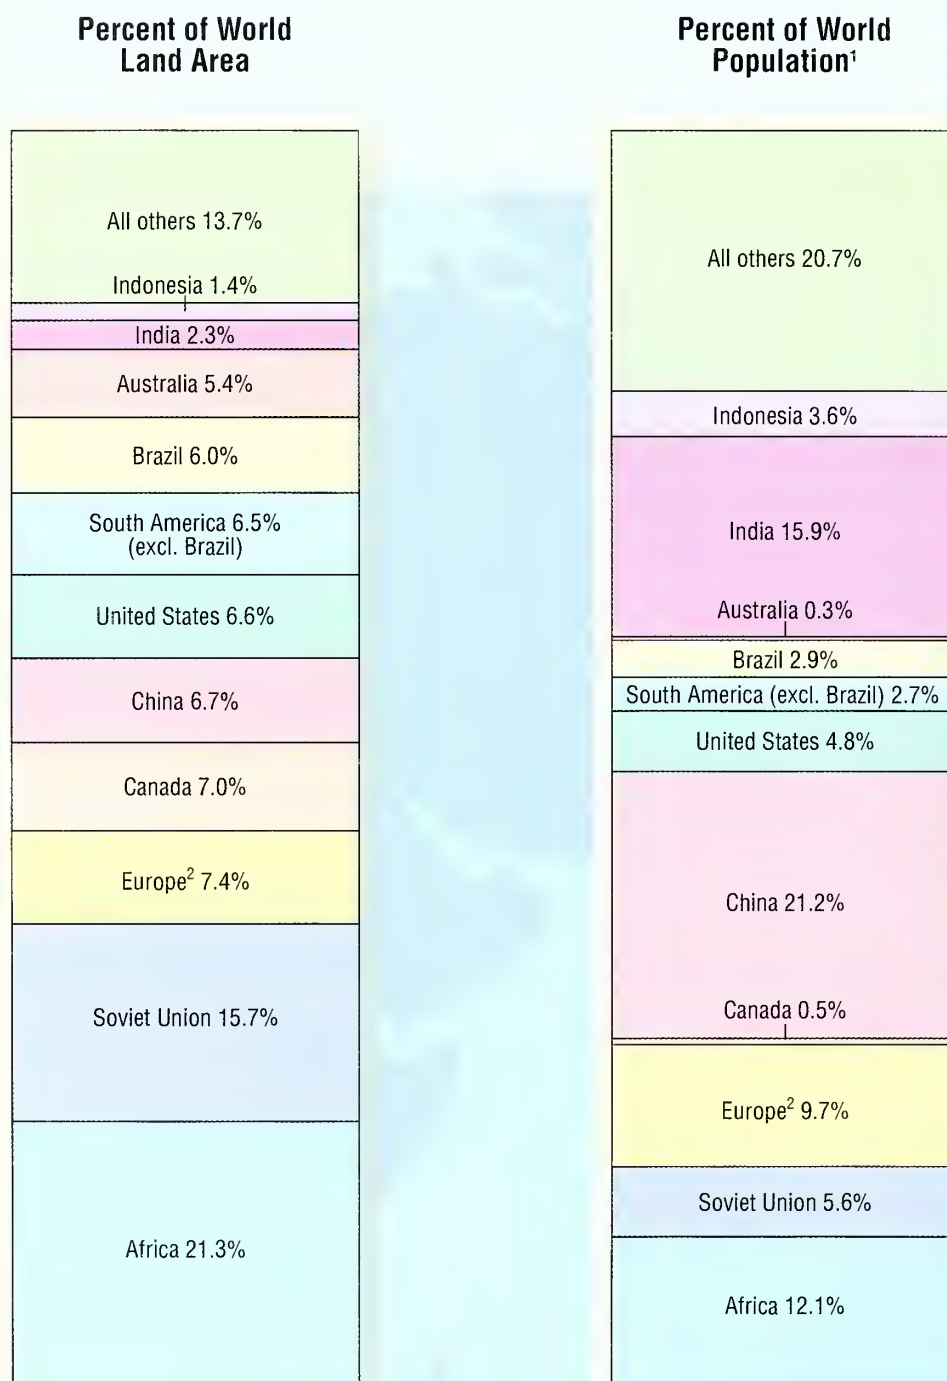 Percent of World
Land Area
All others 13.7%
Indonesia 1.4%
India 2.3%
Australia 5.4%
Brazil 6.0%
South America 6.5%
(excl. Brazil)
United States 6.6%
China 6.7%
Canada 7.0%
Europe² 7.4%
Soviet Union 15.7%
Africa 21.3%
Percent of World
Population¹
All others 20.7%
Indonesia 3.6%
India 15.9%
Australia 0.3%
Brazil 2.9%
South America (excl. Brazil) 2.7%
United States 4.8%
China 21.2%
Canada 0.5%
Europe² 9.7%
Soviet Union 5.6%
Africa 12.1%